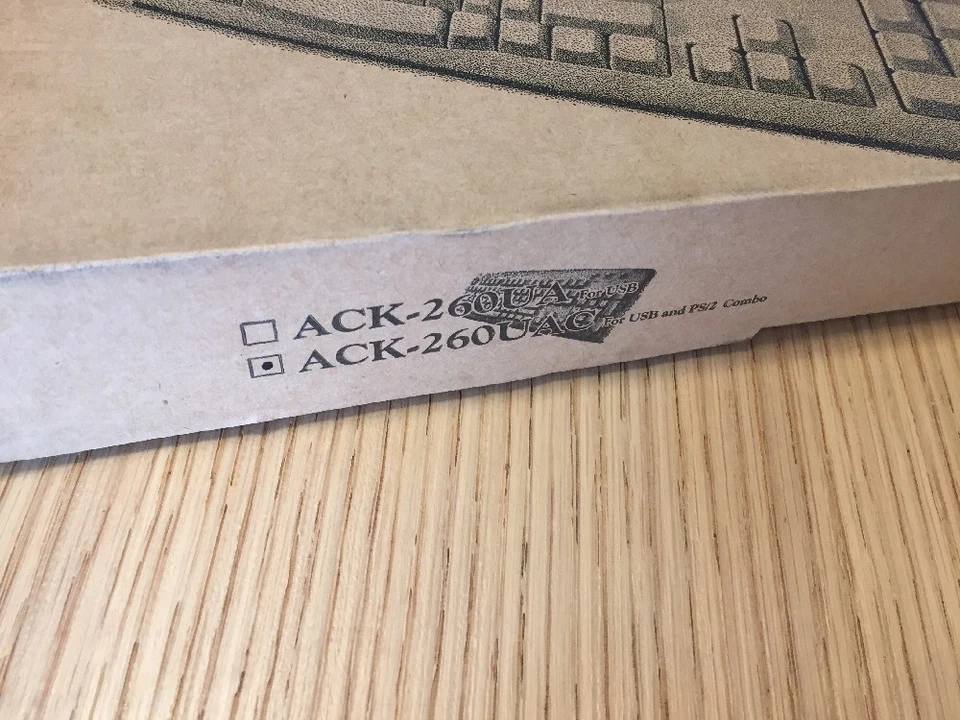 ACK-260UA For USB
ACK-260UAC For USB and PS/2 Combo